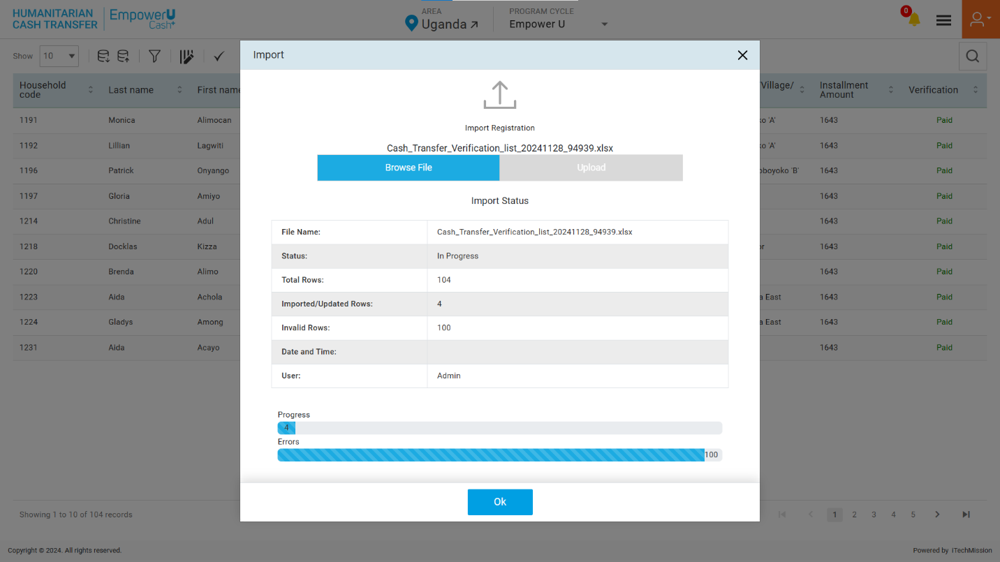 HUMANITARIAN
CASH TRANSFER
EmpowerU
Cash+
AREA
Uganda
PROGRAM CYCLE
Empower U
0
Show
10
Import
Household
code
Last name
First name
Village/
Installment
Amount
Verification
1191
Monica
Alimocan
'A'
1643
Paid
1192
Lillian
Lagwiti
'A'
1643
Paid
1196
Patrick
Onyango
'B'
1643
Paid
1197
Gloria
Amiyo
1643
Paid
1214
Christine
Adul
1643
Paid
1218
Docklas
Kizza
1643
Paid
1220
Brenda
Alimo
1643
Paid
1223
Aida
Achola
East
1643
Paid
1224
Gladys
Among
East
1643
Paid
1231
Aida
Acayo
1643
Paid
Import Registration
Cash_Transfer_Verification_list_20241128_94939.xlsx
Browse File
Upload
Import Status
File Name:
Cash_Transfer_Verification_list_20241128_94939.xlsx
Status:
In Progress
Total Rows:
104
Imported/Updated Rows:
4
Invalid Rows:
100
Date and Time:
User:
Admin
Progress
4
Errors
100
Ok
Showing 1 to 10 of 104 records
1
2
3
4
5
Copyright © 2024. All rights reserved.
Powered by iTechMission